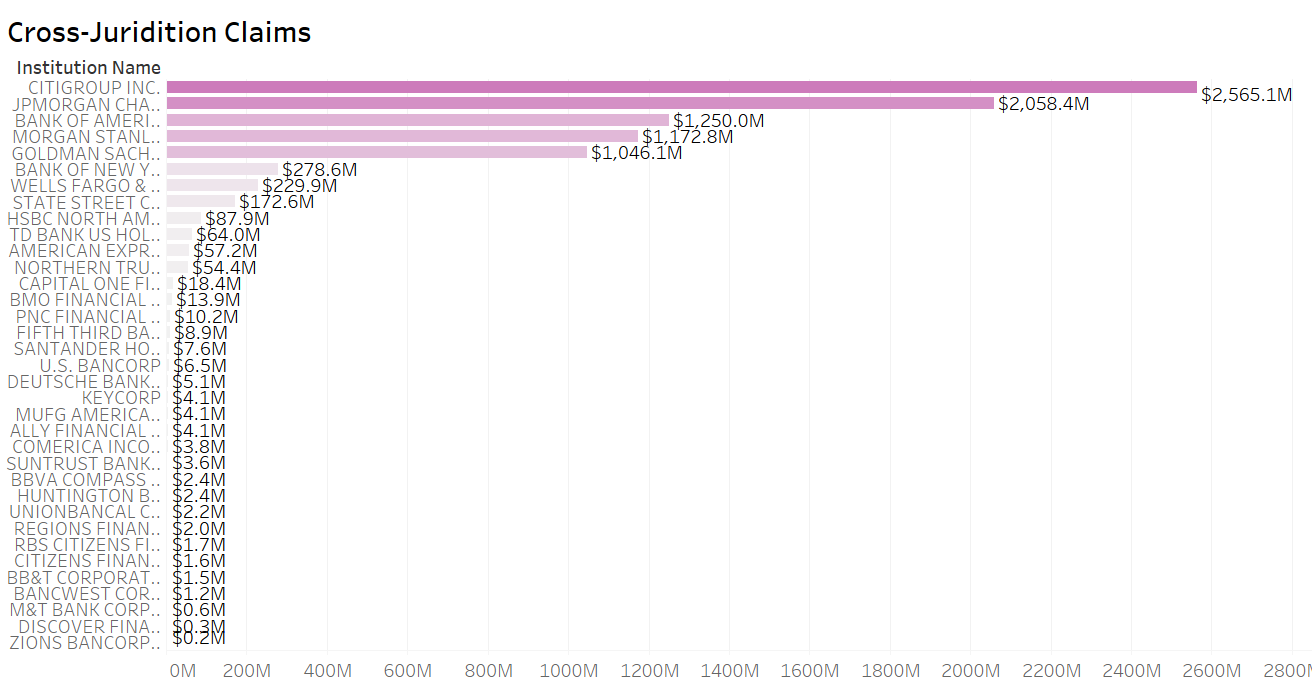 Cross-Juridition Claims
Institution Name
CITIGROUP INC. $2,565.1M
JPMORGAN CHA.. $2,058.4M
BANK OF AMERI.. $1,250.0M
MORGAN STANL.. $1,172.8M
GOLDMAN SACH.. $1,046.1M
BANK OF NEW Y.. $278.6M
WELLS FARGO & .. $229.9M
STATE STREET C.. $172.6M
HSBC NORTH AM.. $87.9M
TD BANK US HOL.. $64.0M
AMERICAN EXPR.. $57.2M
NORTHERN TRU.. $54.4M
CAPITAL ONE FI.. $18.4M
BMO FINANCIAL .. $13.9M
PNC FINANCIAL .. $10.2M
FIFTH THIRD BA.. $8.9M
SANTANDER HO.. $7.6M
U.S. BANCORP $6.5M
DEUTSCHE BANK.. $5.1M
KEYCORP $4.1M
MUFG AMERICA.. $4.1M
ALLY FINANCIAL .. $4.1M
COMERICA INCO.. $3.8M
SUNTRUST BANK.. $3.6M
BBVA COMPASS .. $2.4M
HUNTINGTON B.. $2.4M
UNIONBANCAL C.. $2.2M
REGIONS FINAN.. $2.0M
RBS CITIZENS FI.. $1.7M
CITIZENS FINAN.. $1.6M
BB&T CORPORAT.. $1.5M
BANCWEST COR.. $1.2M
M&T BANK CORP.. $0.6M
DISCOVER FINA.. $0.3M
ZIONS BANCORP.. $0.2M
0M 200M 400M 600M 800M 1000M 1200M 1400M 1600M 1800M 2000M 2200M 2400M 2600M 2800M